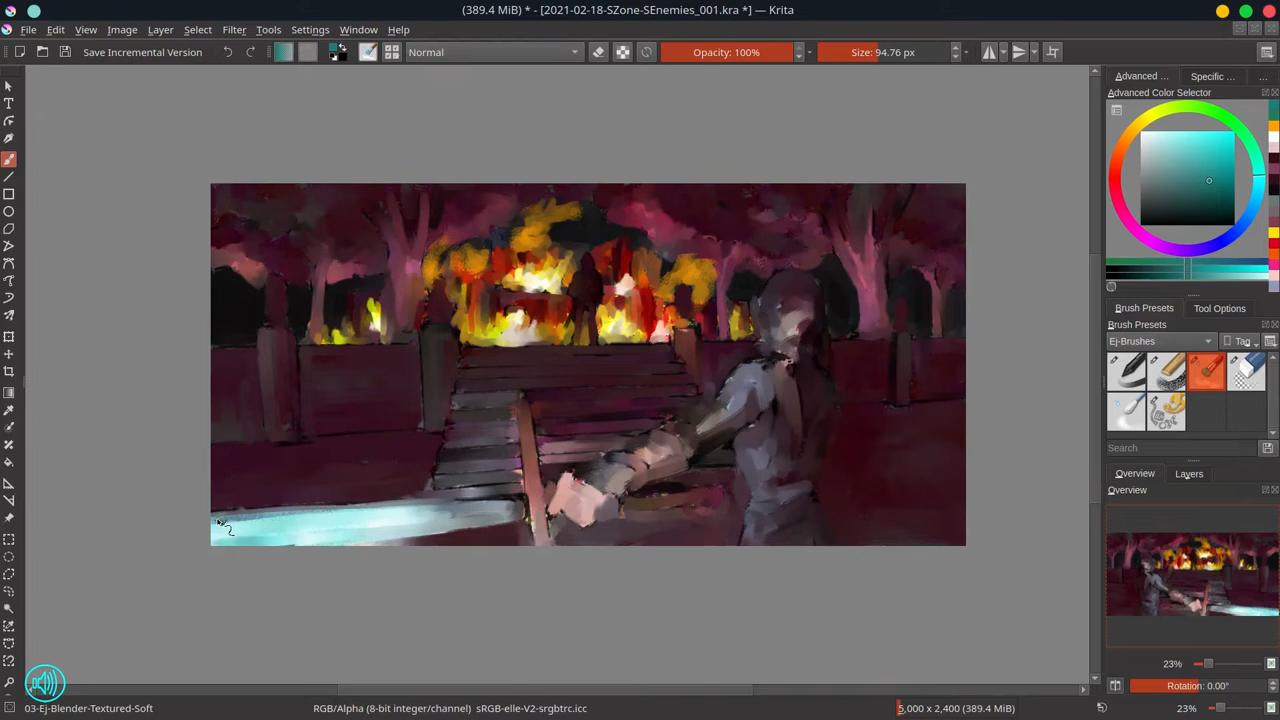 (389.4 MiB) * - [2021-02-18-SZone-SEnemies_001.kra *] — Krita
File Edit View Image Layer Select Filter Tools Settings Window Help
Save Incremental Version Normal Opacity: 100% Size: 94.76 px
Advanced ... Specific ... ...
Advanced Color Selector
Brush Presets Tool Options
Brush Presets
Ej-Brushes Tag
Search
Overview Layers
Overview
23%
Rotation: 0.00°
03-Ej-Blender-Textured-Soft RGB/Alpha (8-bit integer/channel) sRGB-elle-V2-srgbtrc.icc 5,000 x 2,400 (389.4 MiB) 23%